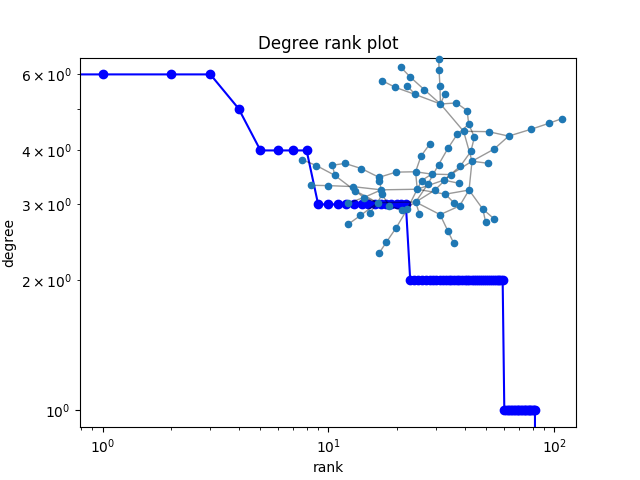 Degree rank plot
6 × 10⁰
4 × 10⁰
3 × 10⁰
2 × 10⁰
10⁰
degree
10⁰ 10¹ 10²
rank